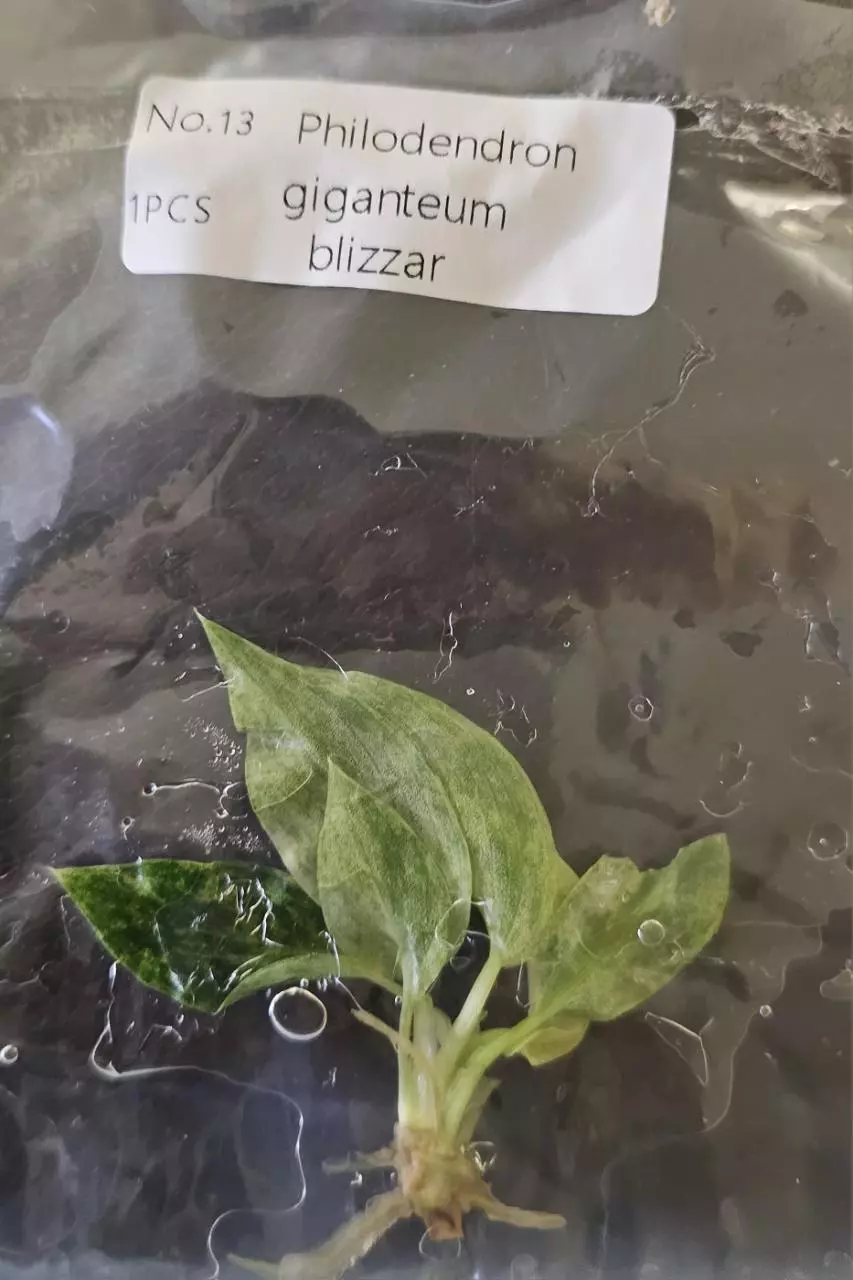 No.13 Philodendron
1PCS giganteum
blizzar